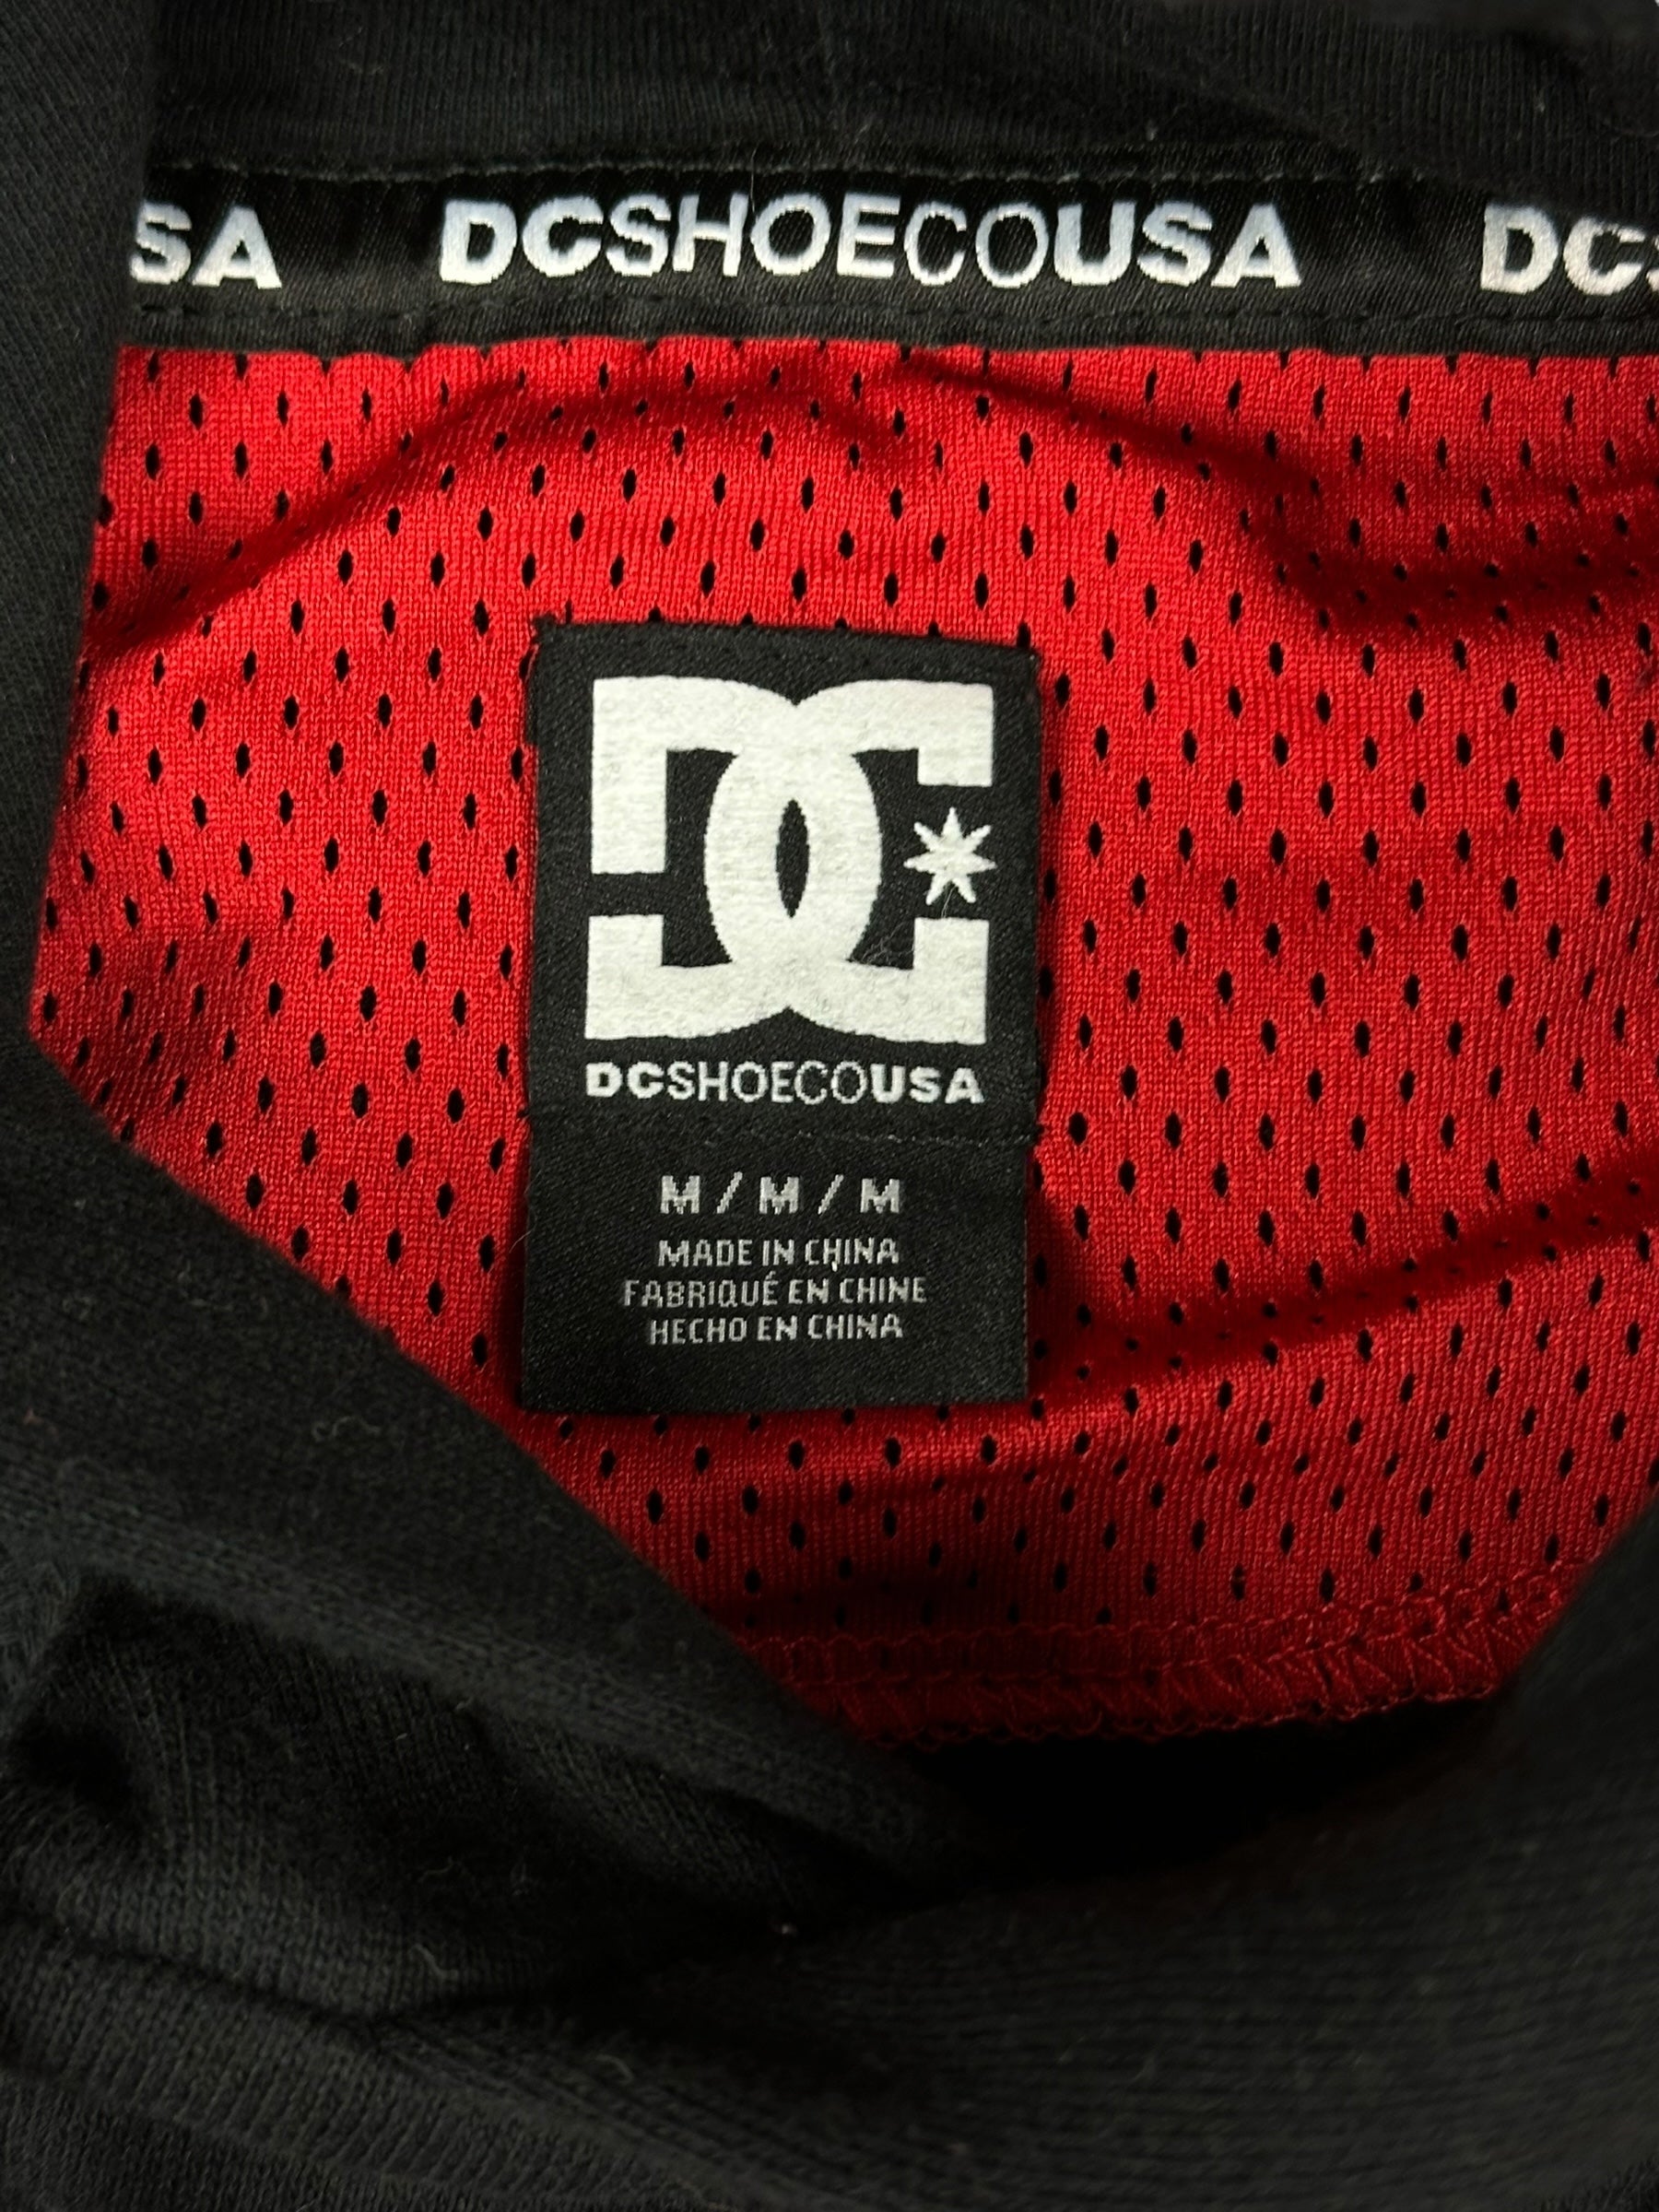 SA DCSHOECOUSA DC
DC
DCSHOECOUSA
M / M / M
MADE IN CHINA
FABRIQUÉ EN CHINE
HECHO EN CHINA